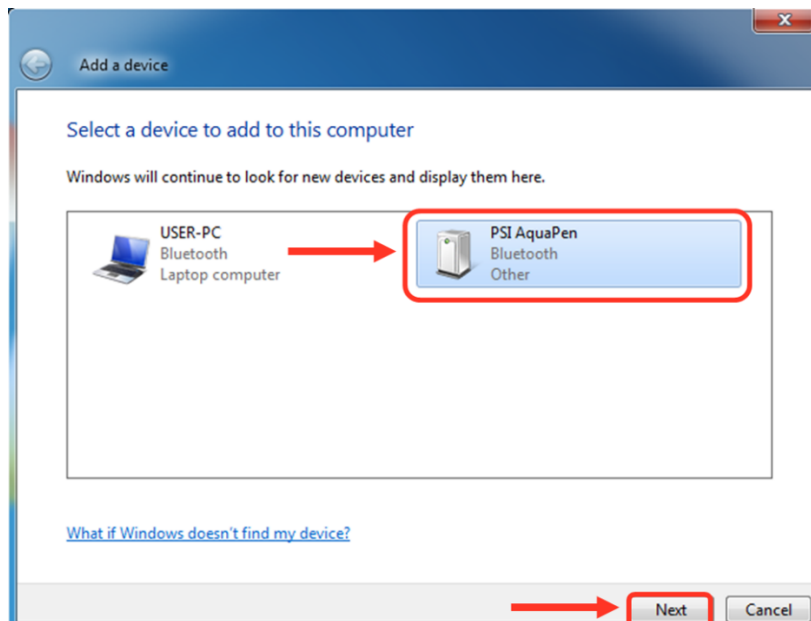 Add a device
Select a device to add to this computer
Windows will continue to look for new devices and display them here.
USER-PC
Bluetooth
Laptop computer
PSI AquaPen
Bluetooth
Other
What if Windows doesn't find my device?
Next
Cancel